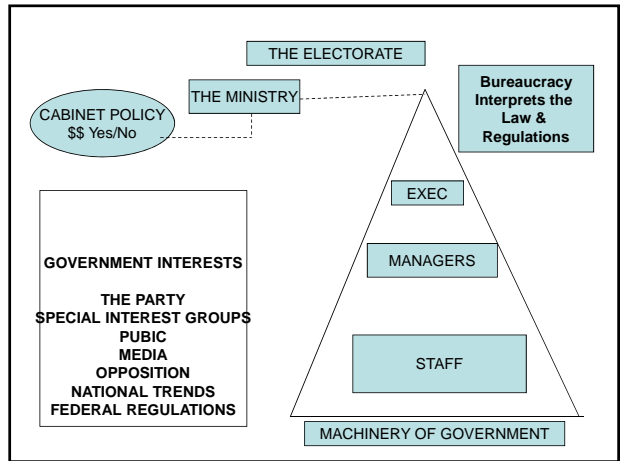 THE ELECTORATE
THE MINISTRY
CABINET POLICY
$$ Yes/No
Bureaucracy
Interprets the
Law &
Regulations
EXEC
MANAGERS
STAFF
MACHINERY OF GOVERNMENT
GOVERNMENT INTERESTS
THE PARTY
SPECIAL INTEREST GROUPS
PUBIC
MEDIA
OPPOSITION
NATIONAL TRENDS
FEDERAL REGULATIONS